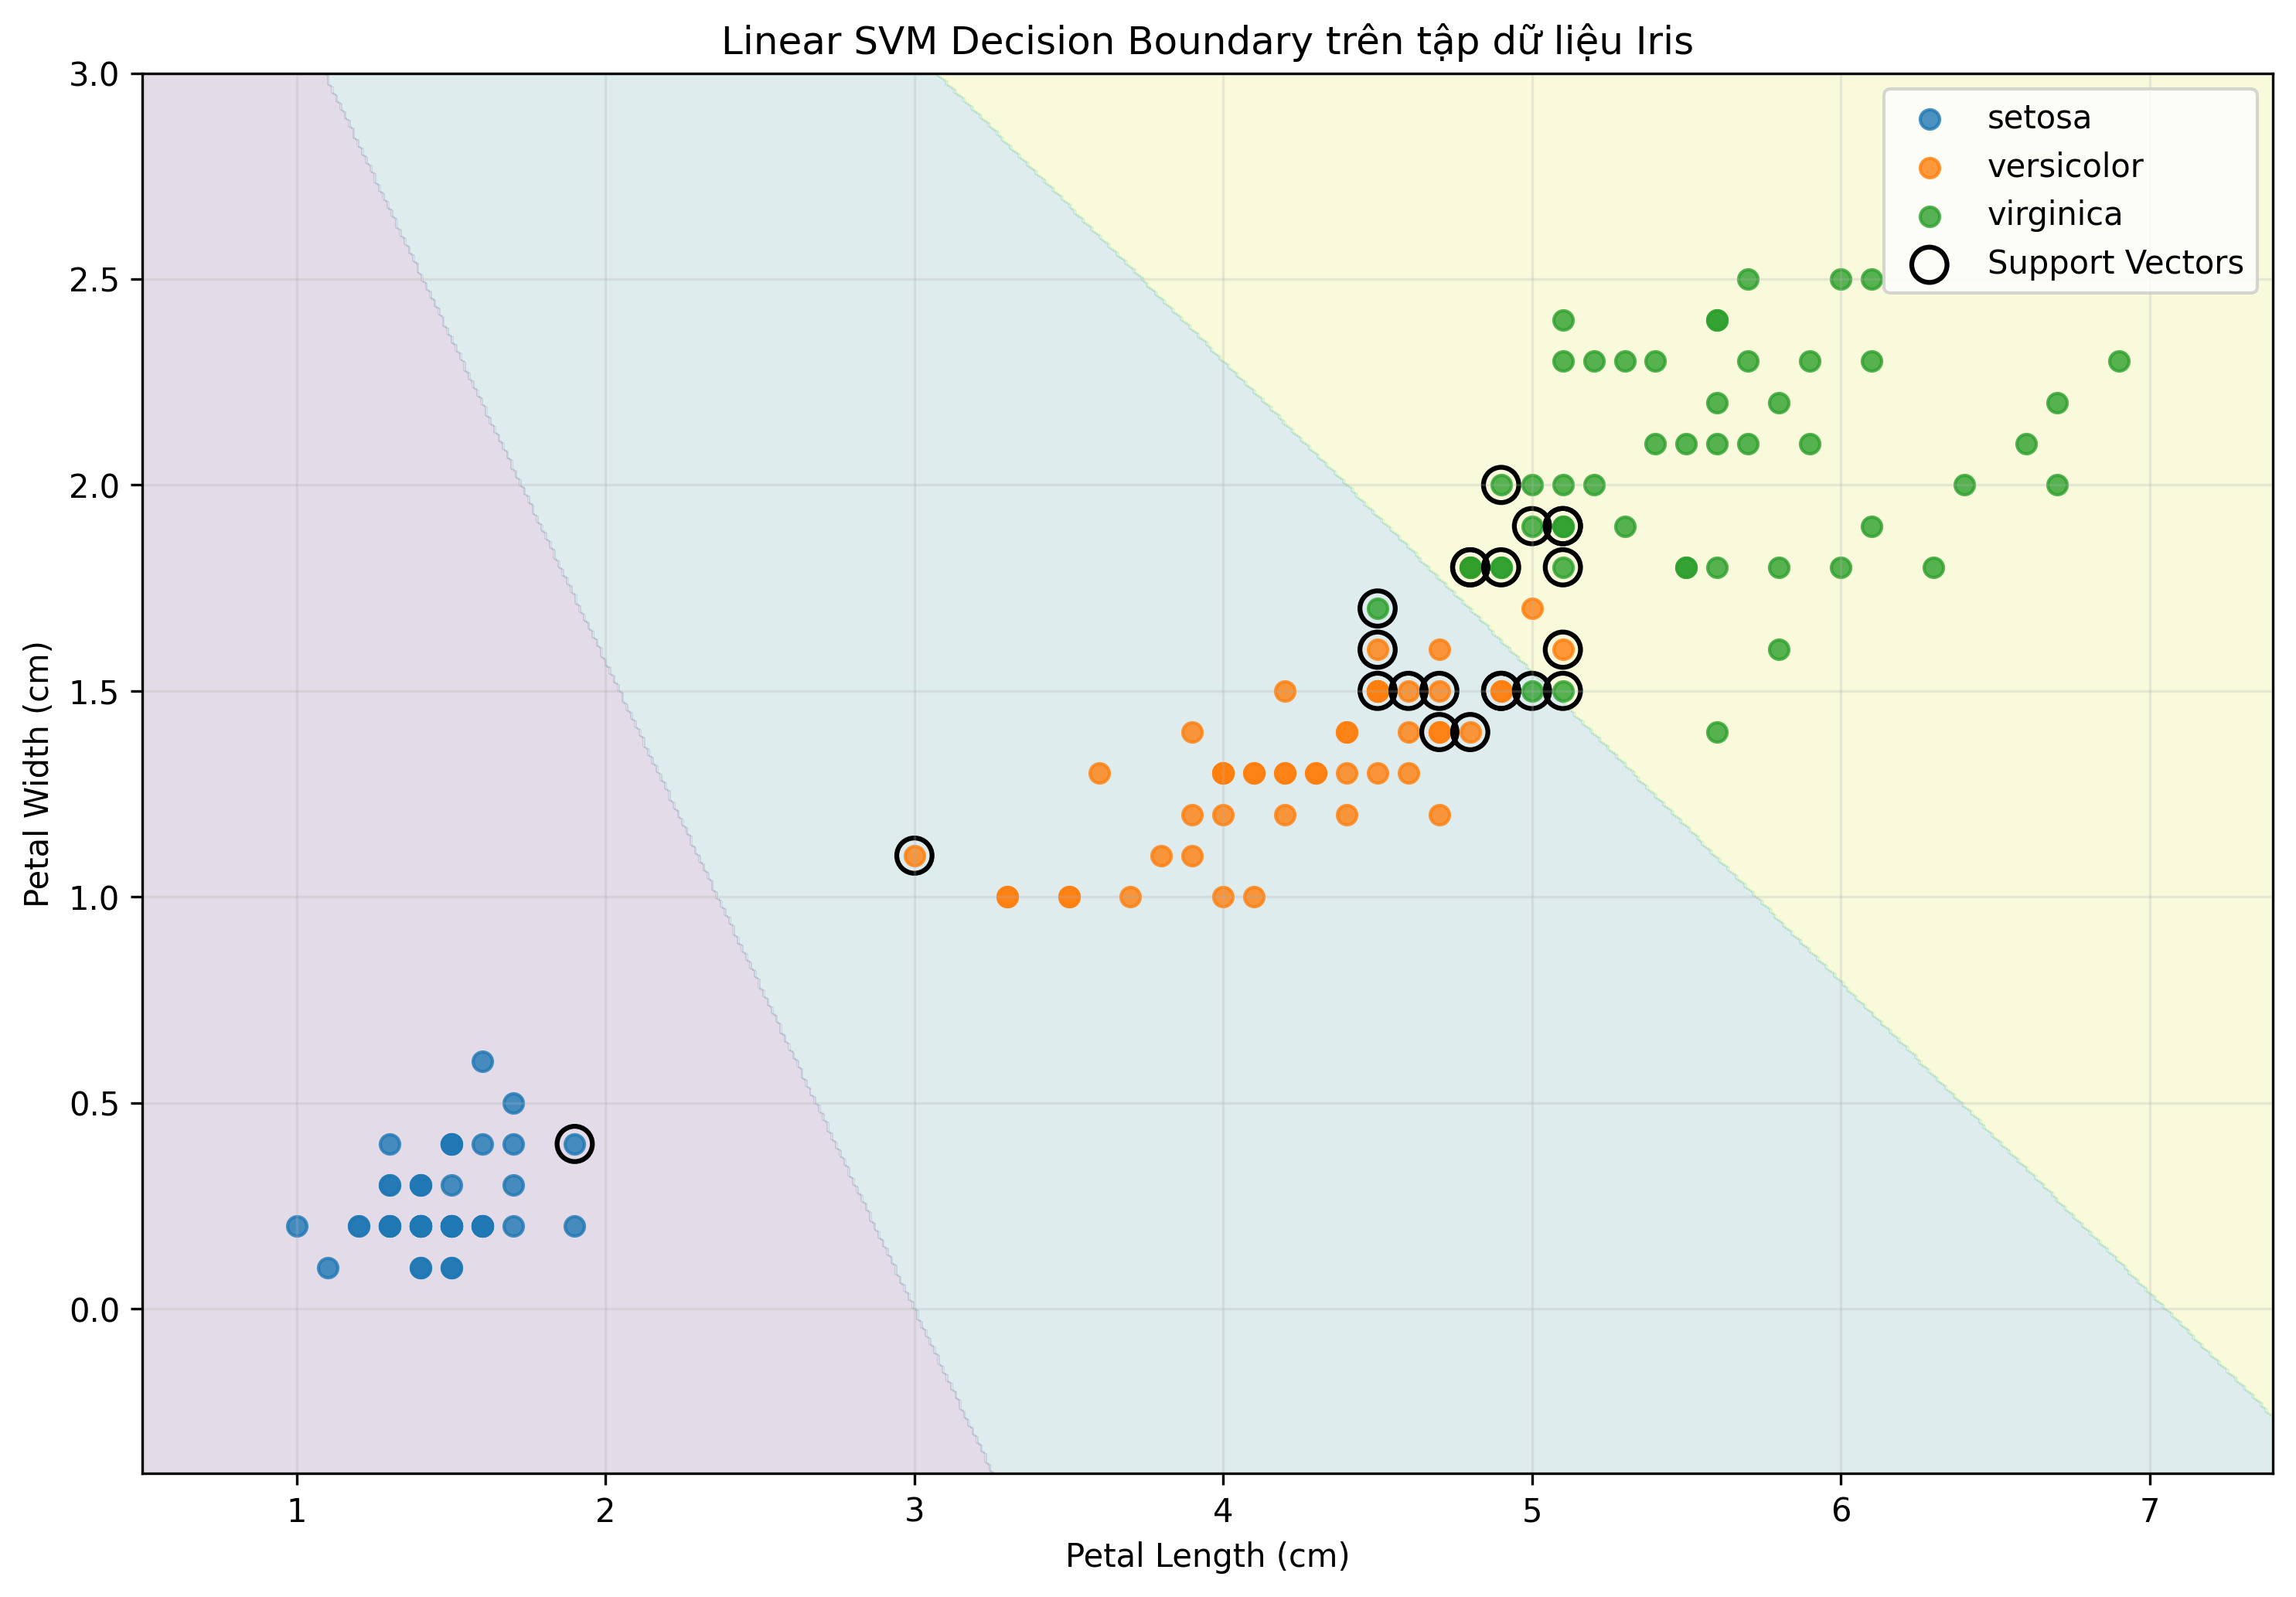 Linear SVM Decision Boundary trên tập dữ liệu Iris
3.0
2.5
2.0
1.5
1.0
0.5
0.0
Petal Width (cm)
setosa
versicolor
virginica
Support Vectors
1 2 3 4 5 6 7
Petal Length (cm)